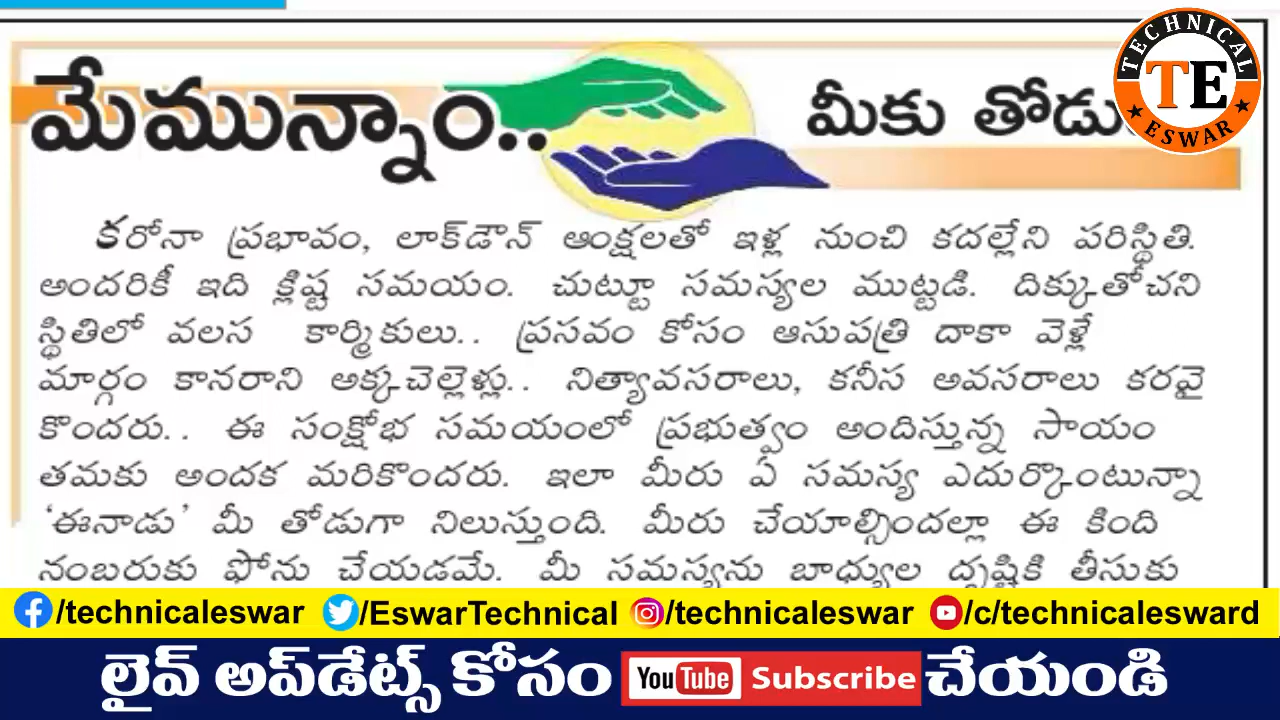 మేమున్నాం..
మీకు తోడు
TECHNICAL
TE
ESWAR
కరోనా ప్రభావం, లాక్‌డౌన్ ఆంక్షలతో ఇళ్ల నుంచి కదల్లేని పరిస్థితి.
అందరికీ ఇది క్లిష్ట సమయం. చుట్టూ సమస్యల ముట్టడి. దిక్కుతోచని
స్థితిలో వలస కార్మికులు.. ప్రసవం కోసం ఆసుపత్రి దాకా వెళ్లే
మార్గం కానరాని అక్కచెల్లెళ్లు.. నిత్యావసరాలు, కనీస అవసరాలు కరవై
కొందరు.. ఈ సంక్షోభ సమయంలో ప్రభుత్వం అందిస్తున్న సాయం
తమకు అందక మరికొందరు. ఇలా మీరు ఏ సమస్య ఎదుర్కొంటున్నా
‘ఈనాడు’ మీ తోడుగా నిలుస్తుంది. మీరు చేయాల్సిందల్లా ఈ కింది
నంబరుకు ఫోను చేయడమే. మీ సమస్యను బాధ్యుల దృష్టికి తీసుకు
/technicaleswar /EswarTechnical /technicaleswar /c/technicalesward
లైవ్ అప్‌డేట్స్ కోసం YouTube Subscribe చేయండి